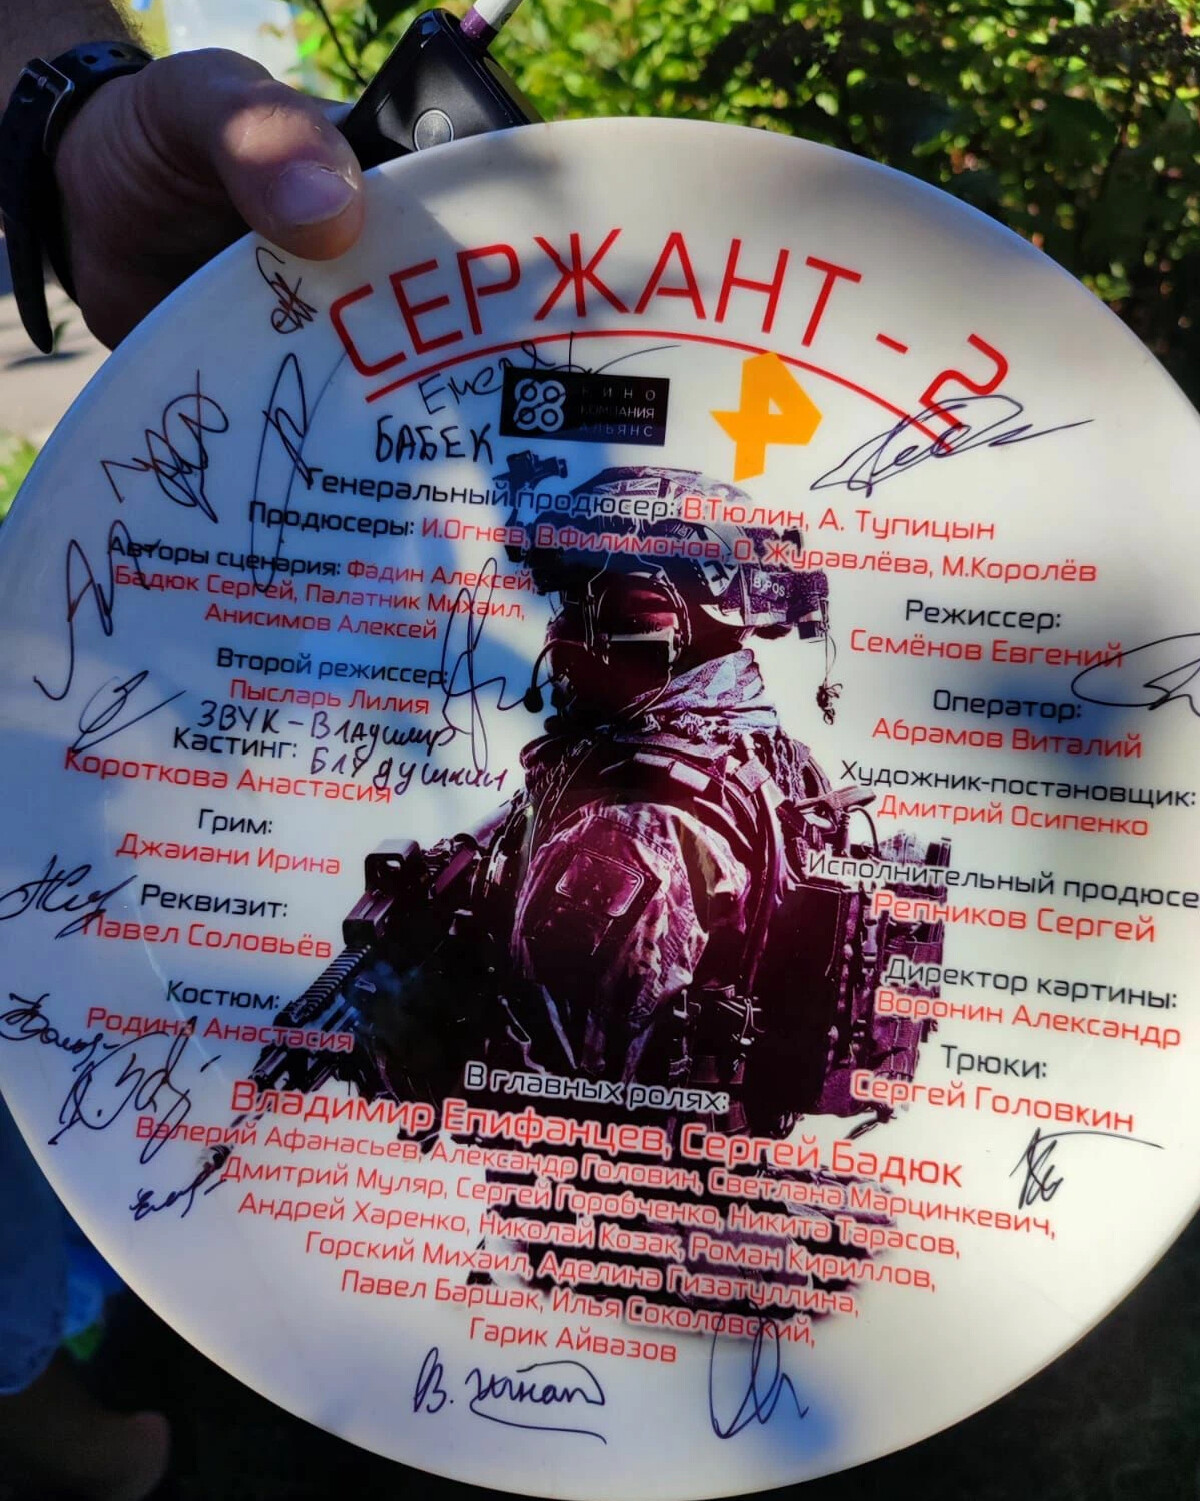 СЕРЖАНТ - 2
КИНО
КОМПАНИЯ
АЛЬЯНС
БАБЕК
Генеральный продюсер: В.Тюлин, А. Тупицын
Продюсеры: И.Огнев, В.Филимонов, О. Журавлёва, М.Королёв
Авторы сценария: Фадин Алексей,
Бадюк Сергей, Палатник Михаил,
Анисимов Алексей
Второй режиссер:
Пысларь Лилия
ЗВУК - Владимир
Блудушкин
Кастинг:
Короткова Анастасия
Грим:
Джаиани Ирина
Реквизит:
Павел Соловьёв
Костюм:
Родина Анастасия
B POS
Режиссер:
Семёнов Евгений
Оператор:
Абрамов Виталий
Художник-постановщик:
Дмитрий Осипенко
Исполнительный продюсе
Репников Сергей
Директор картины:
Воронин Александр
Трюки:
Сергей Головкин
В главных ролях:
Владимир Епифанцев, Сергей Бадюк
Валерий Афанасьев, Александр Головин, Светлана Марцинкевич,
Дмитрий Муляр, Сергей Горобченко, Никита Тарасов,
Андрей Харенко, Николай Козак, Роман Кириллов,
Горский Михаил, Аделина Гизатуллина,
Павел Баршак, Илья Соколовский,
Гарик Айвазов